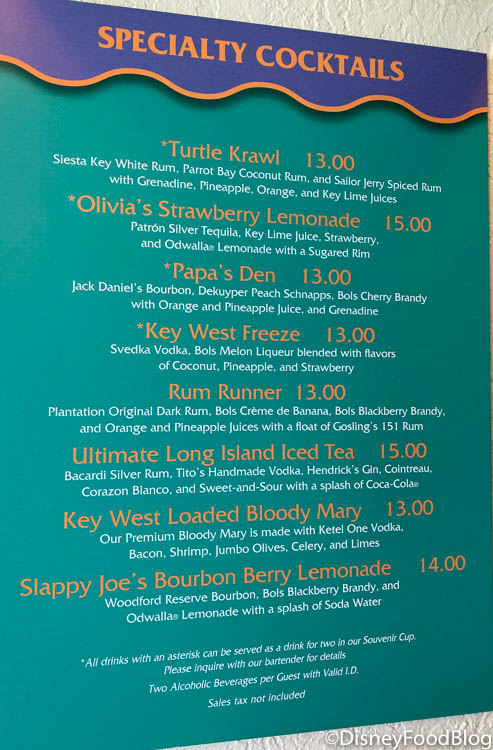 SPECIALTY COCKTAILS
*Turtle Krawl 13.00
Siesta Key White Rum, Parrot Bay Coconut Rum, and Sailor Jerry Spiced Rum
with Grenadine, Pineapple, Orange, and Key Lime Juices
*Olivia's Strawberry Lemonade 15.00
Patrón Silver Tequila, Key Lime Juice, Strawberry,
and Odwalla® Lemonade with a Sugared Rim
*Papa's Den 13.00
Jack Daniel's Bourbon, Dekuyper Peach Schnapps, Bols Cherry Brandy
with Orange and Pineapple Juice, and Grenadine
*Key West Freeze 13.00
Svedka Vodka, Bols Melon Liqueur blended with flavors
of Coconut, Pineapple, and Strawberry
Rum Runner 13.00
Plantation Original Dark Rum, Bols Crème de Banana, Bols Blackberry Brandy,
and Orange and Pineapple Juices with a float of Gosling's 151 Rum
Ultimate Long Island Iced Tea 15.00
Bacardi Silver Rum, Tito's Handmade Vodka, Hendrick's Gin, Cointreau,
Corazon Blanco, and Sweet-and-Sour with a splash of Coca-Cola®
Key West Loaded Bloody Mary 13.00
Our Premium Bloody Mary is made with Ketel One Vodka,
Bacon, Shrimp, Jumbo Olives, Celery, and Limes
Slappy Joe's Bourbon Berry Lemonade 14.00
Woodford Reserve Bourbon, Bols Blackberry Brandy, and
Odwalla® Lemonade with a splash of Soda Water
*All drinks with an asterisk can be served as a drink for two in our Souvenir Cup.
Please inquire with our bartender for details
Two Alcoholic Beverages per Guest with Valid I.D.
Sales tax not included
©DisneyFoodBlog